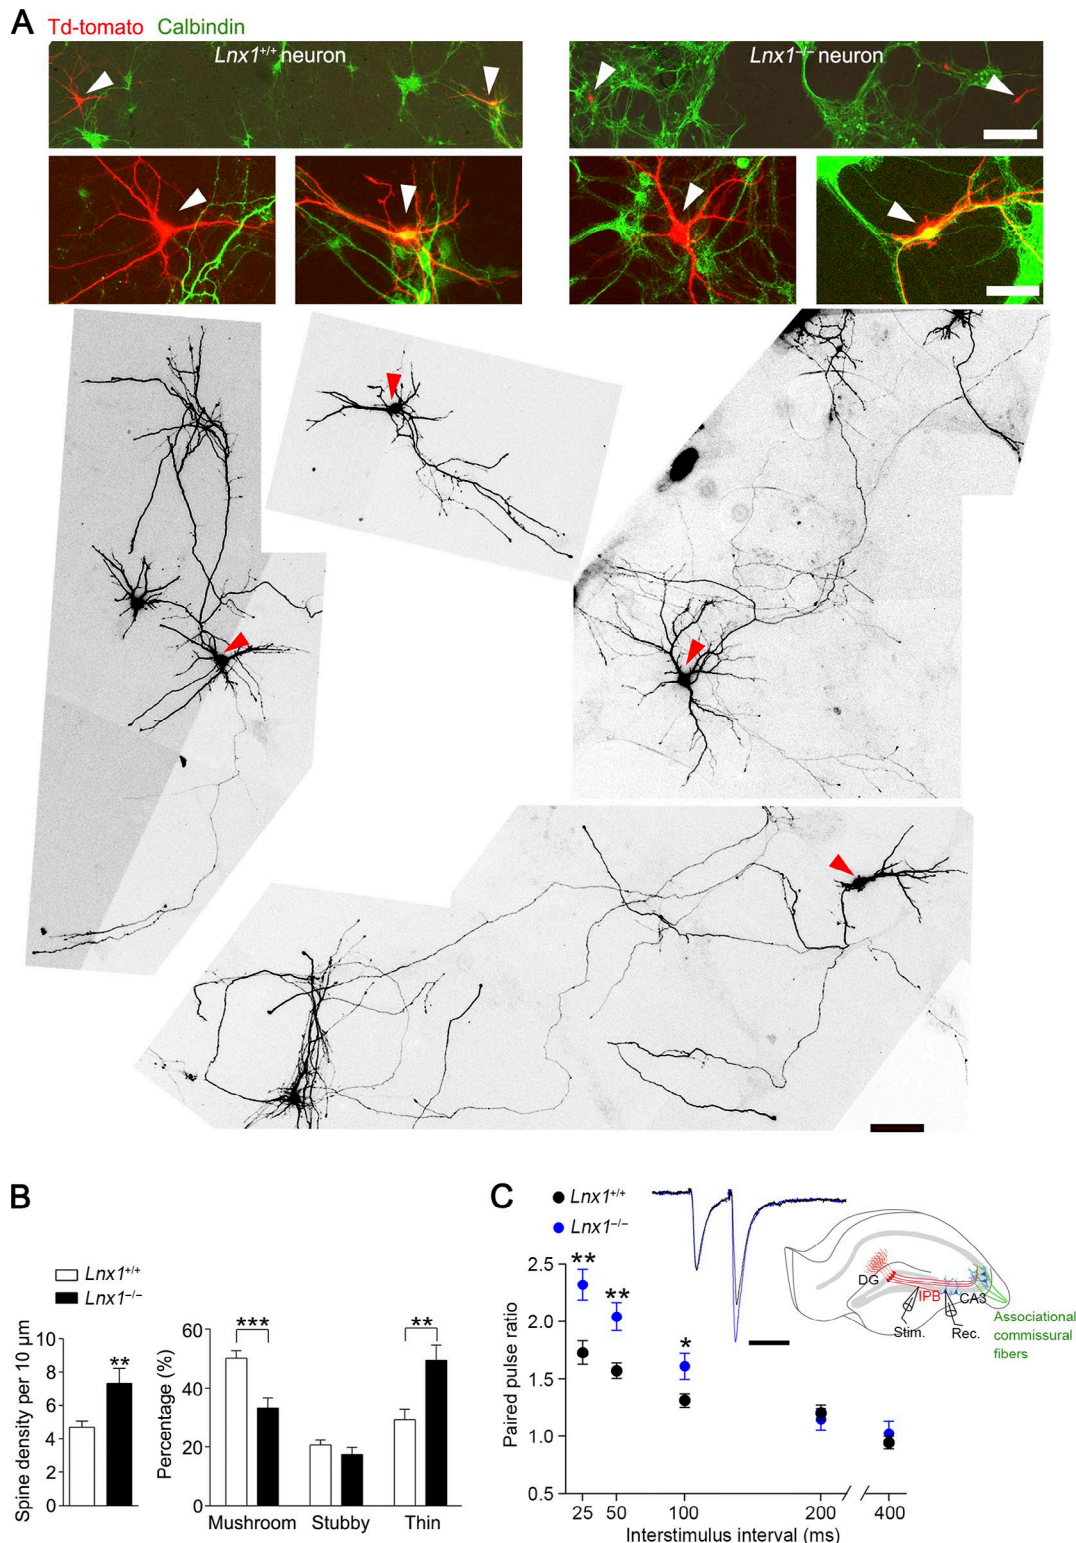 A
Td-tomato Calbindin
Lnx1+/+ neuron
Lnx1−/− neuron
B
Lnx1+/+
Lnx1−/−
Spine density per 10 µm
10
8
6
4
2
0
**
Percentage (%)
60
40
20
0
***
**
Mushroom Stubby Thin
C
Lnx1+/+
Lnx1−/−
Paired pulse ratio
2.5
2.0
1.5
1.0
0.5
**
**
*
25 50 100 200 400
Interstimulus interval (ms)
DG
IPB
CA3
Stim.
Rec.
Associational
commissural
fibers